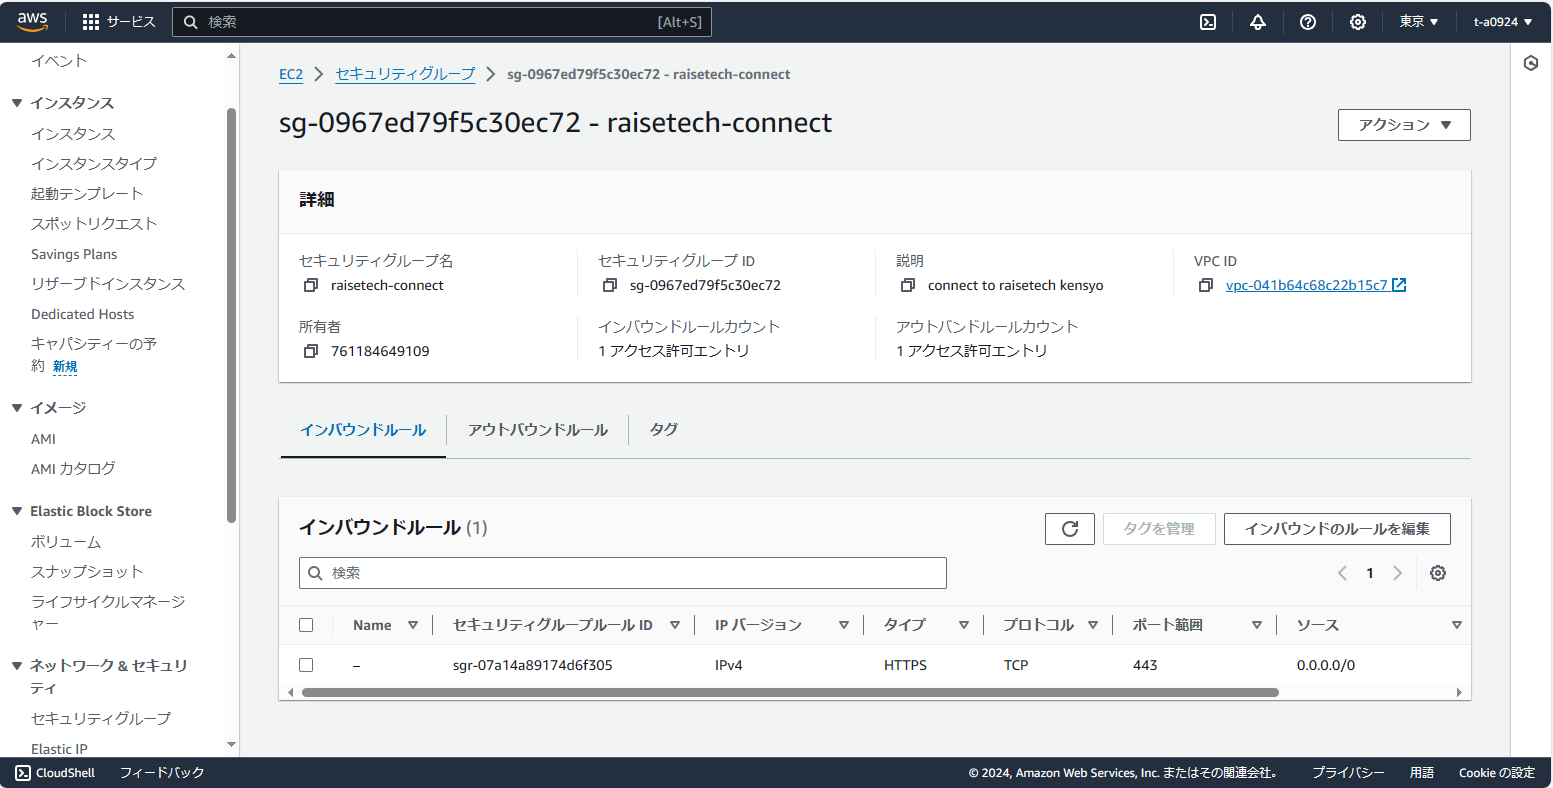 aws
サービス
検索
[Alt+S]
東京 ▼
t-a0924 ▼
イベント
▼ インスタンス
インスタンス
インスタンスタイプ
起動テンプレート
スポットリクエスト
Savings Plans
リザーブドインスタンス
Dedicated Hosts
キャパシティーの予
約 新規
▼ イメージ
AMI
AMI カタログ
▼ Elastic Block Store
ボリューム
スナップショット
ライフサイクルマネージ
ャー
▼ ネットワーク & セキュリ
ティ
セキュリティグループ
Elastic IP
EC2 > セキュリティグループ > sg-0967ed79f5c30ec72 - raisetech-connect
sg-0967ed79f5c30ec72 - raisetech-connect
アクション ▼
詳細
セキュリティグループ名
raisetech-connect
セキュリティグループ ID
sg-0967ed79f5c30ec72
説明
connect to raisetech kensyo
VPC ID
vpc-041b64c68c22b15c7
所有者
761184649109
インバウンドルールカウント
1 アクセス許可エントリ
アウトバンドルールカウント
1 アクセス許可エントリ
インバウンドルール
アウトバウンドルール
タグ
インバウンドルール (1)
タグを管理
インバウンドのルールを編集
検索
1
Name セキュリティグループルール ID IP バージョン タイプ プロトコル ポート範囲 ソース
– sgr-07a14a89174d6f305 IPv4 HTTPS TCP 443 0.0.0.0/0
CloudShell フィードバック
© 2024, Amazon Web Services, Inc. またはその関連会社。
プライバシー 用語 Cookie の設定